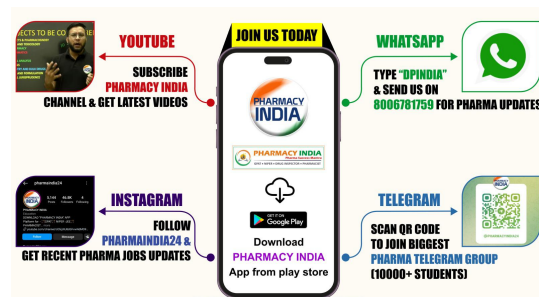 JOIN US TODAY
YOUTUBE
SUBSCRIBE
PHARMACY INDIA
CHANNEL & GET LATEST VIDEOS
WHATSAPP
TYPE “DPINDIA”
& SEND US ON
8006781759 FOR PHARMA UPDATES
PHARMACY
INDIA
PHARMACY INDIA
GET IT ON
Google Play
Download
PHARMACY INDIA
App from play store
INSTAGRAM
FOLLOW
PHARMAINDIA24 &
GET RECENT PHARMA JOBS UPDATES
pharmaindia24
TELEGRAM
SCAN QR CODE
TO JOIN BIGGEST
PHARMA TELEGRAM GROUP
(10000+ STUDENTS)